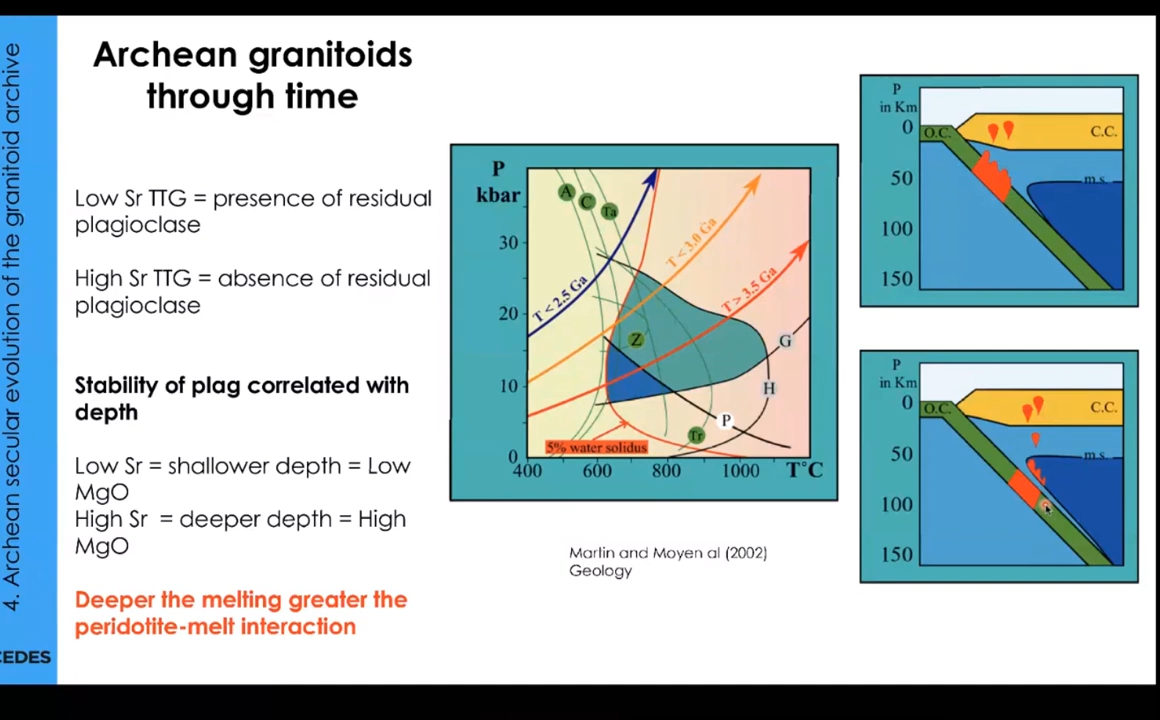 4. Archean secular evolution of the granitoid archive
CEDES
Archean granitoids
through time
Low Sr TTG = presence of residual
plagioclase
High Sr TTG = absence of residual
plagioclase
Stability of plag correlated with
depth
Low Sr = shallower depth = Low
MgO
High Sr = deeper depth = High
MgO
Deeper the melting greater the
peridotite-melt interaction
P
kbar
30
20
10
0
A
C
Ta
T < 2.5 Ga
T < 3.0 Ga
T > 3.5 Ga
Z
G
H
P
Tr
5% water solidus
400
600
800
1000
T°C
Martin and Moyen al (2002)
Geology
P
in Km
0
50
100
150
O.C.
C.C.
m.s.
P
in Km
0
50
100
150
O.C.
C.C.
m.s.